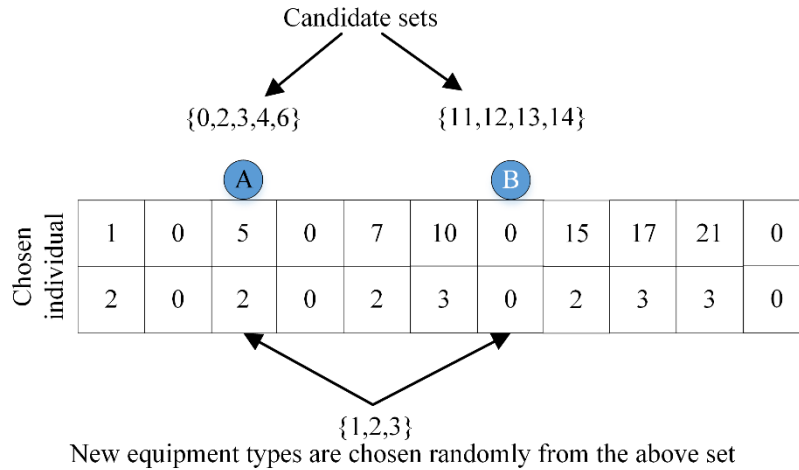 Candidate sets
{0,2,3,4,6} {11,12,13,14}
A B
Chosen individual
1 0 5 0 7 10 0 15 17 21 0
2 0 2 0 2 3 0 2 3 3 0
{1,2,3}
New equipment types are chosen randomly from the above set